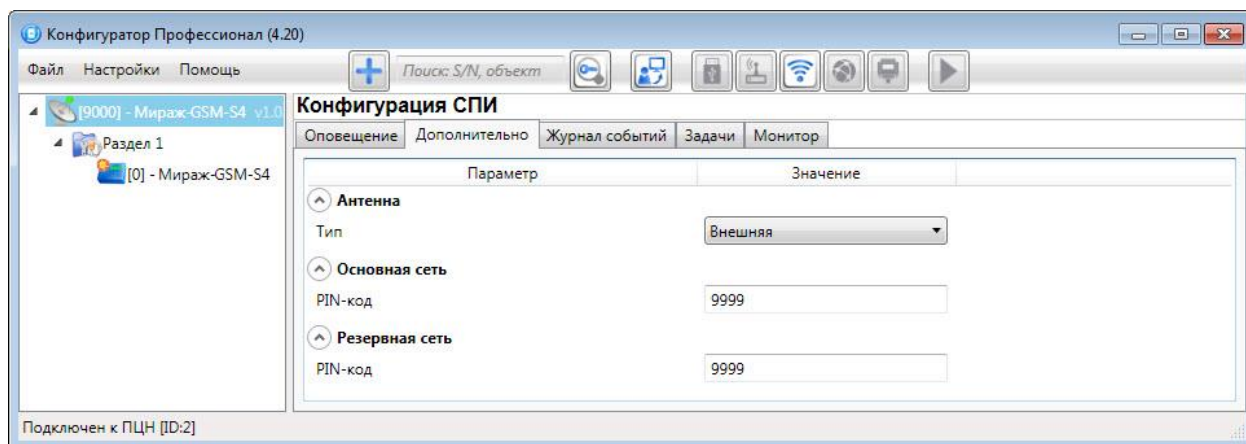 Конфигуратор Профессионал (4.20)
Файл Настройки Помощь Поиск: S/N, объект
[9000] - Мираж-GSM-S4 v1.0
Раздел 1
[0] - Мираж-GSM-S4
Конфигурация СПИ
Оповещение Дополнительно Журнал событий Задачи Монитор
Параметр Значение
Антенна
Тип Внешняя
Основная сеть
PIN-код 9999
Резервная сеть
PIN-код 9999
Подключен к ПЦН [ID:2]